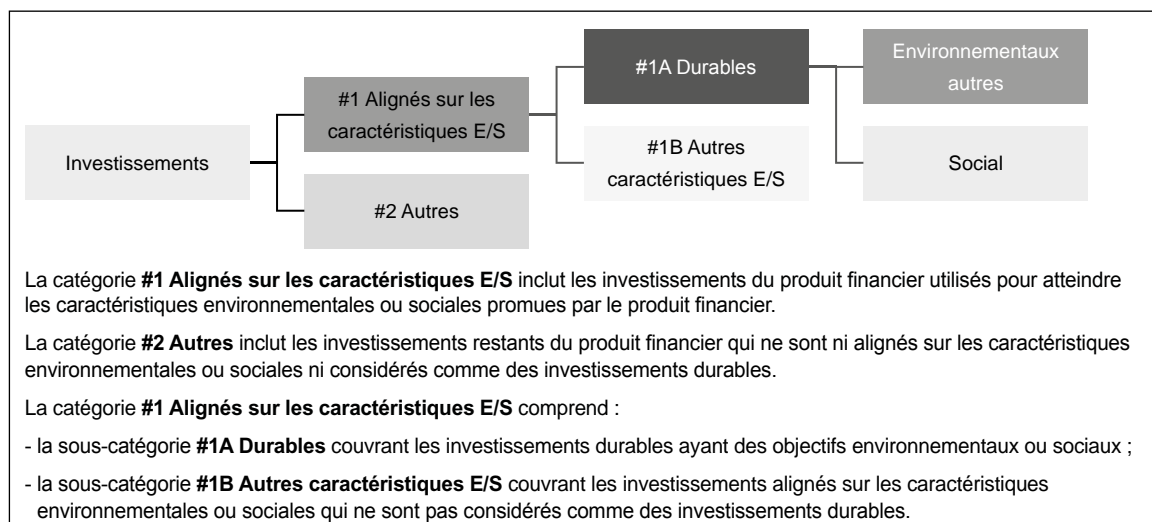 Investissements
#1 Alignés sur les
caractéristiques E/S
#2 Autres
#1A Durables
#1B Autres
caractéristiques E/S
Environnementaux
autres
Social
La catégorie #1 Alignés sur les caractéristiques E/S inclut les investissements du produit financier utilisés pour atteindre
les caractéristiques environnementales ou sociales promues par le produit financier.
La catégorie #2 Autres inclut les investissements restants du produit financier qui ne sont ni alignés sur les caractéristiques
environnementales ou sociales ni considérés comme des investissements durables.
La catégorie #1 Alignés sur les caractéristiques E/S comprend :
- la sous-catégorie #1A Durables couvrant les investissements durables ayant des objectifs environnementaux ou sociaux ;
- la sous-catégorie #1B Autres caractéristiques E/S couvrant les investissements alignés sur les caractéristiques
environnementales ou sociales qui ne sont pas considérés comme des investissements durables.